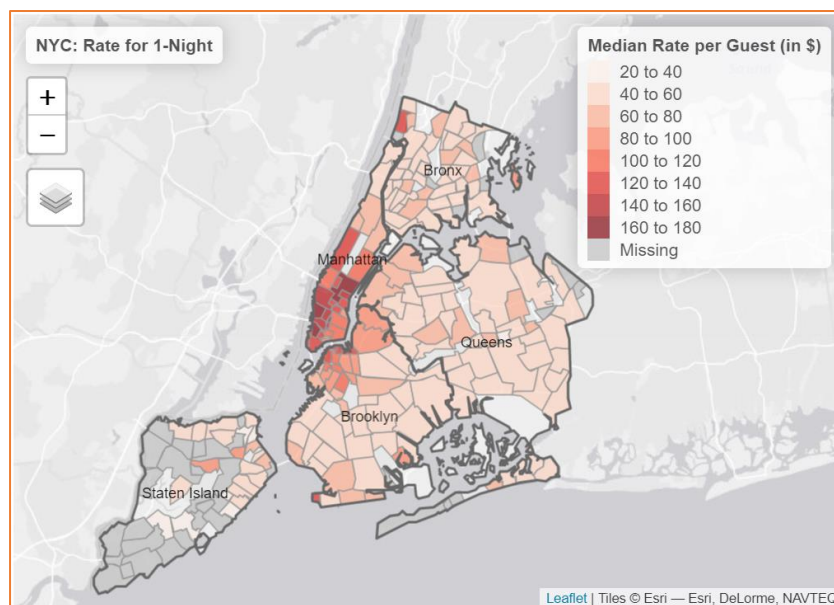 NYC: Rate for 1-Night
+
−
Median Rate per Guest (in $)
20 to 40
40 to 60
60 to 80
80 to 100
100 to 120
120 to 140
140 to 160
160 to 180
Missing
Bronx
Manhattan
Queens
Brooklyn
Staten Island
Leaflet | Tiles © Esri — Esri, DeLorme, NAVTEQ